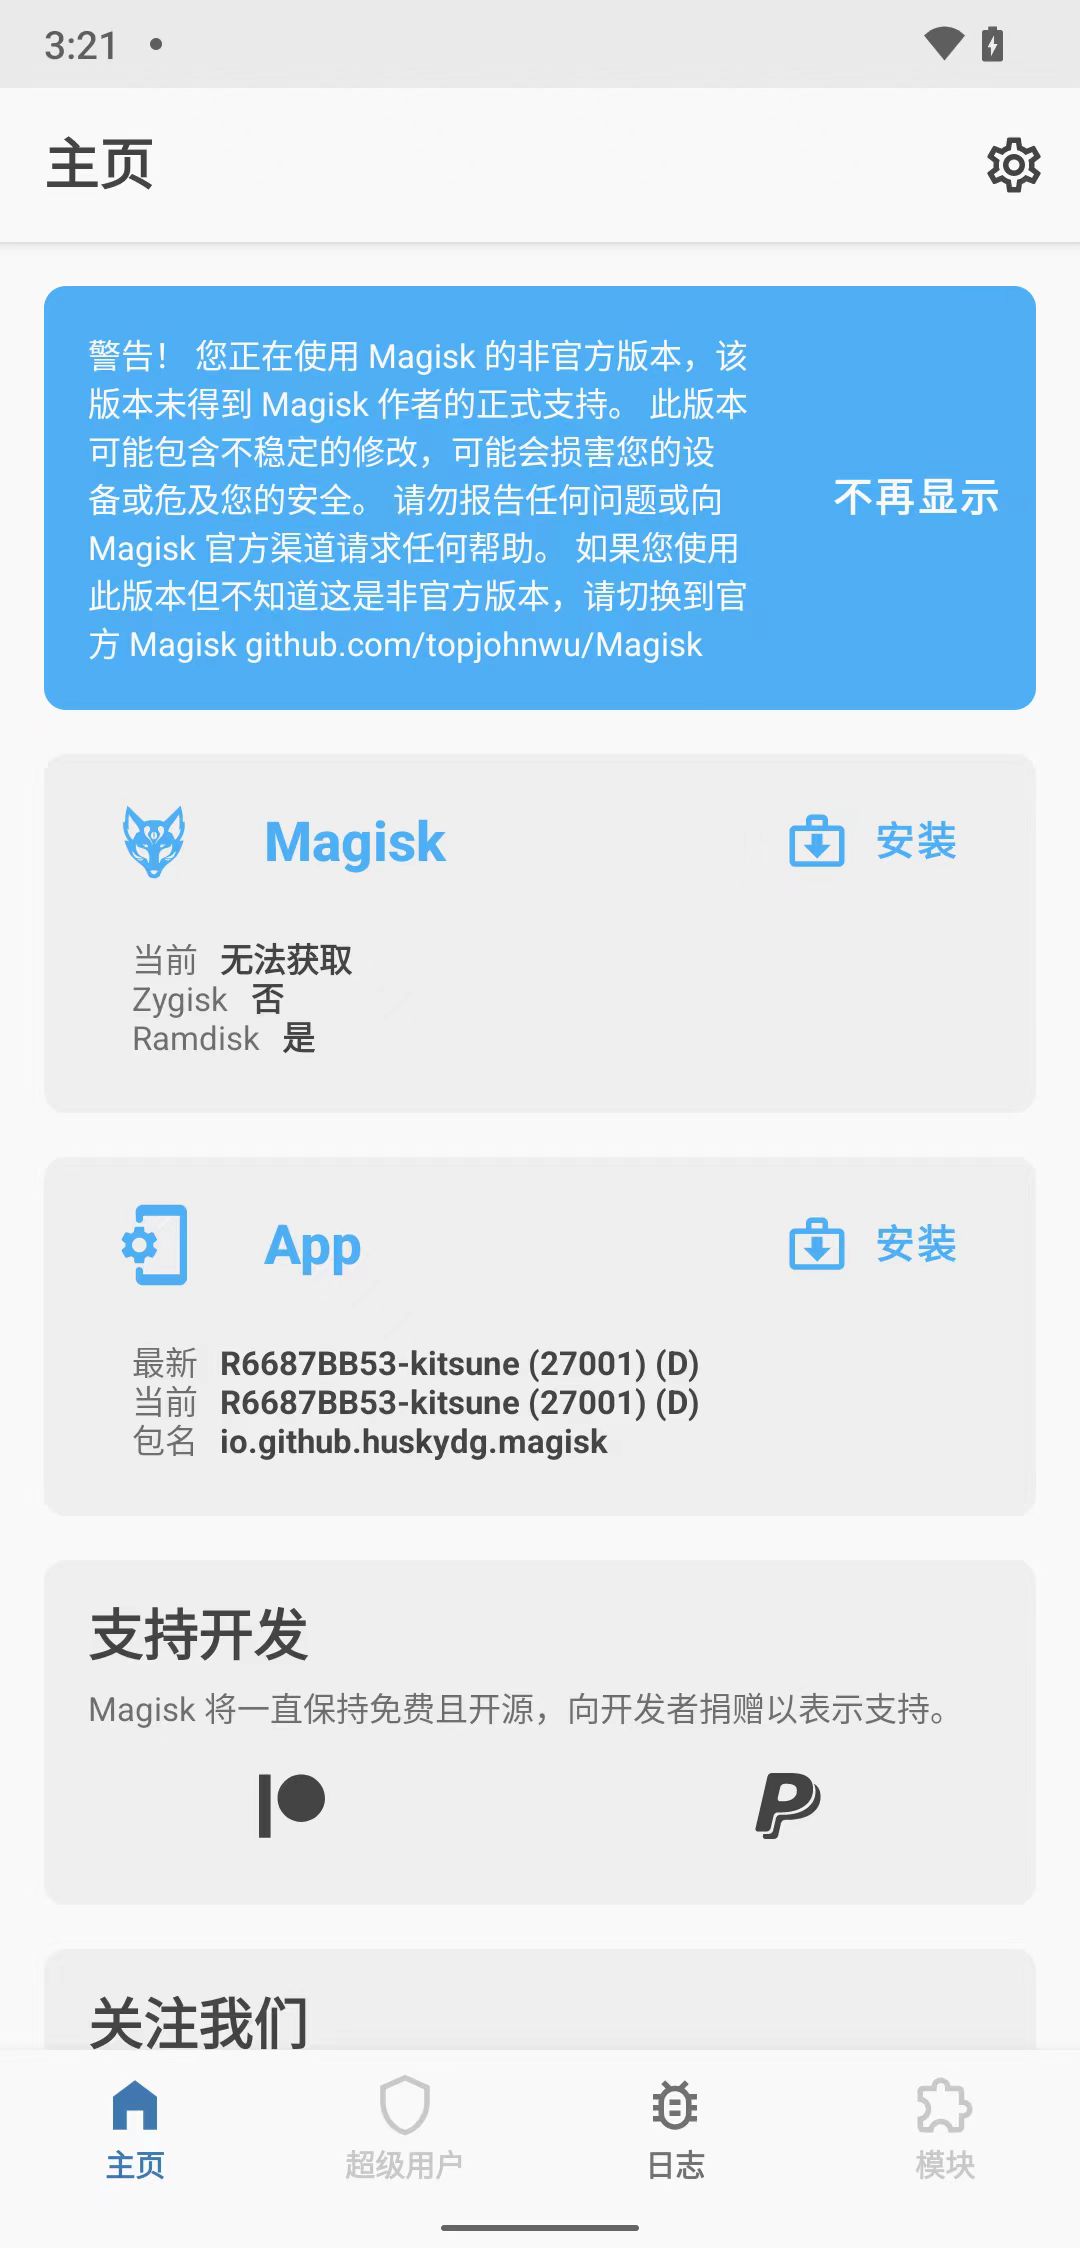 3:21
主页
警告！ 您正在使用 Magisk 的非官方版本，该
版本未得到 Magisk 作者的正式支持。 此版本
可能包含不稳定的修改，可能会损害您的设
备或危及您的安全。 请勿报告任何问题或向
Magisk 官方渠道请求任何帮助。 如果您使用
此版本但不知道这是非官方版本，请切换到官
方 Magisk github.com/topjohnwu/Magisk
不再显示
Magisk
安装
当前 无法获取
Zygisk 否
Ramdisk 是
App
安装
最新 R6687BB53-kitsune (27001) (D)
当前 R6687BB53-kitsune (27001) (D)
包名 io.github.huskydg.magisk
支持开发
Magisk 将一直保持免费且开源，向开发者捐赠以表示支持。
关注我们
主页
超级用户
日志
模块